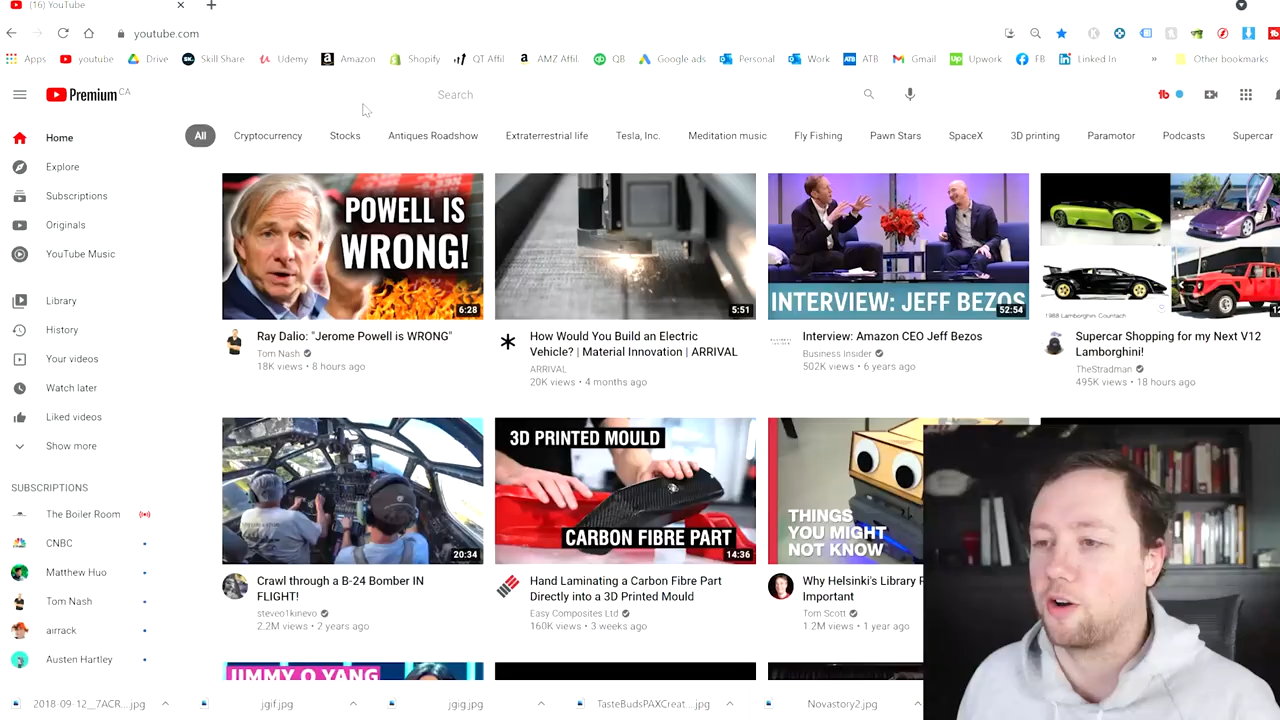 (16) YouTube
youtube.com
Apps youtube Drive Skill Share Udemy Amazon Shopify QT Affil AMZ Affil. QB Google ads Personal Work ATB Gmail Upwork FB Linked In » Other bookmarks
Premium CA
Search
Home
Explore
Subscriptions
Originals
YouTube Music
Library
History
Your videos
Watch later
Liked videos
Show more
SUBSCRIPTIONS
The Boiler Room
CNBC
Matthew Huo
Tom Nash
airrack
Austen Hartley
All Cryptocurrency Stocks Antiques Roadshow Extraterrestrial life Tesla, Inc. Meditation music Fly Fishing Pawn Stars SpaceX 3D printing Paramotor Podcasts Supercar
POWELL IS
WRONG!
6:28
Ray Dalio: "Jerome Powell is WRONG"
Tom Nash
18K views • 8 hours ago
5:51
How Would You Build an Electric
Vehicle? | Material Innovation | ARRIVAL
ARRIVAL
20K views • 4 months ago
INTERVIEW: JEFF BEZOS
52:54
Interview: Amazon CEO Jeff Bezos
Business Insider
502K views • 6 years ago
1988 Lamborghini Countach
Supercar Shopping for my Next V12
Lamborghini!
TheStradman
495K views • 18 hours ago
20:34
Crawl through a B-24 Bomber IN
FLIGHT!
steveo1kinevo
2.2M views • 2 years ago
3D PRINTED MOULD
CARBON FIBRE PART
14:36
Hand Laminating a Carbon Fibre Part
Directly into a 3D Printed Mould
Easy Composites Ltd
160K views • 3 weeks ago
THINGS
YOU MIGHT
NOT KNOW
Why Helsinki's Library
Important
Tom Scott
1.2M views • 1 year ago
JIMMY O YANG
2018-09-12__7ACR....jpg jgif.jpg jgig.jpg TasteBudsPAXCreat....jpg Novastory2.jpg